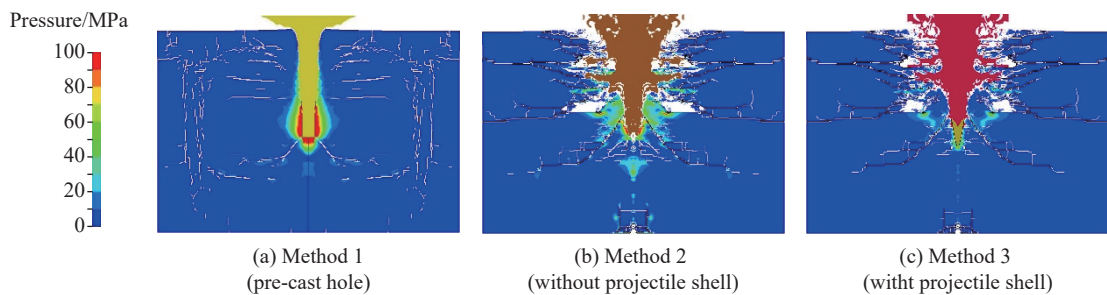 Pressure/MPa
100
80
60
40
20
0
(a) Method 1
(pre-cast hole)
(b) Method 2
(without projectile shell)
(c) Method 3
(witht projectile shell)